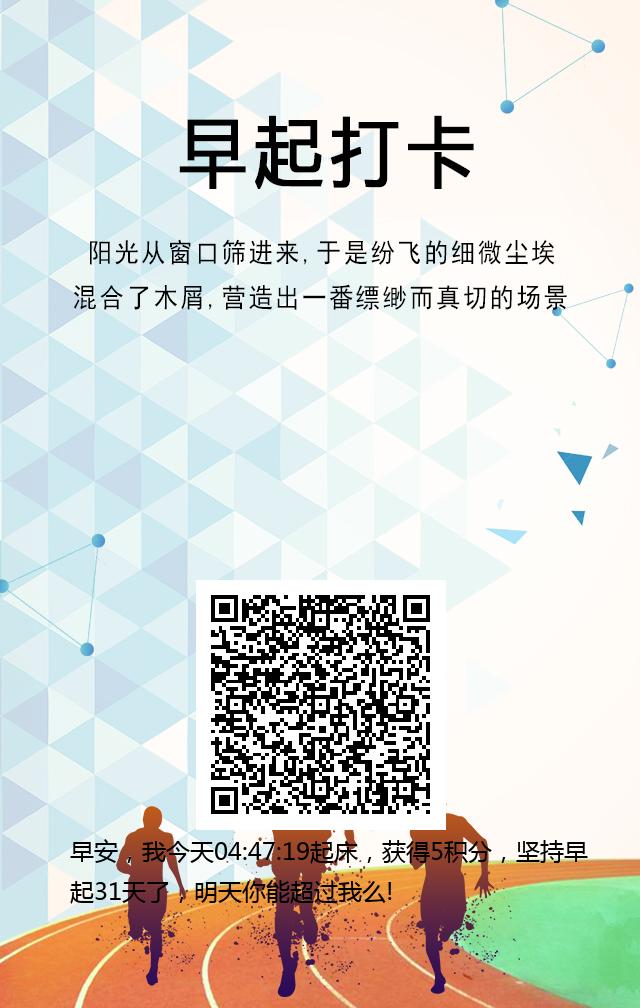 早起打卡
阳光从窗口筛进来,于是纷飞的细微尘埃
混合了木屑,营造出一番缥缈而真切的场景
早安，我今天04:47:19起床，获得5积分，坚持早
起31天了，明天你能超过我么!